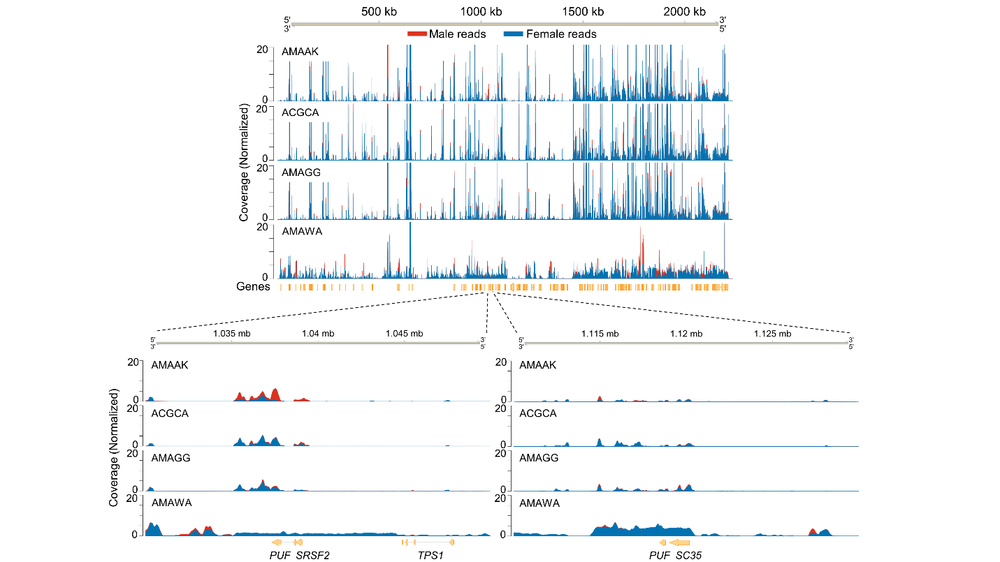 500 kb 1000 kb 1500 kb 2000 kb
5' 3'
3' 5'
Male reads Female reads
Coverage (Normalized)
20 AMAAK
0
20 ACGCA
0
20 AMAGG
0
20 AMAWA
0
Genes
1.035 mb 1.04 mb 1.045 mb
5' 3'
3' 5'
Coverage (Normalized)
20 AMAAK
0
20 ACGCA
0
20 AMAGG
0
20 AMAWA
0
PUF SRSF2 TPS1
1.115 mb 1.12 mb 1.125 mb
5' 3'
3' 5'
20 AMAAK
0
20 ACGCA
0
20 AMAGG
0
20 AMAWA
0
PUF SC35